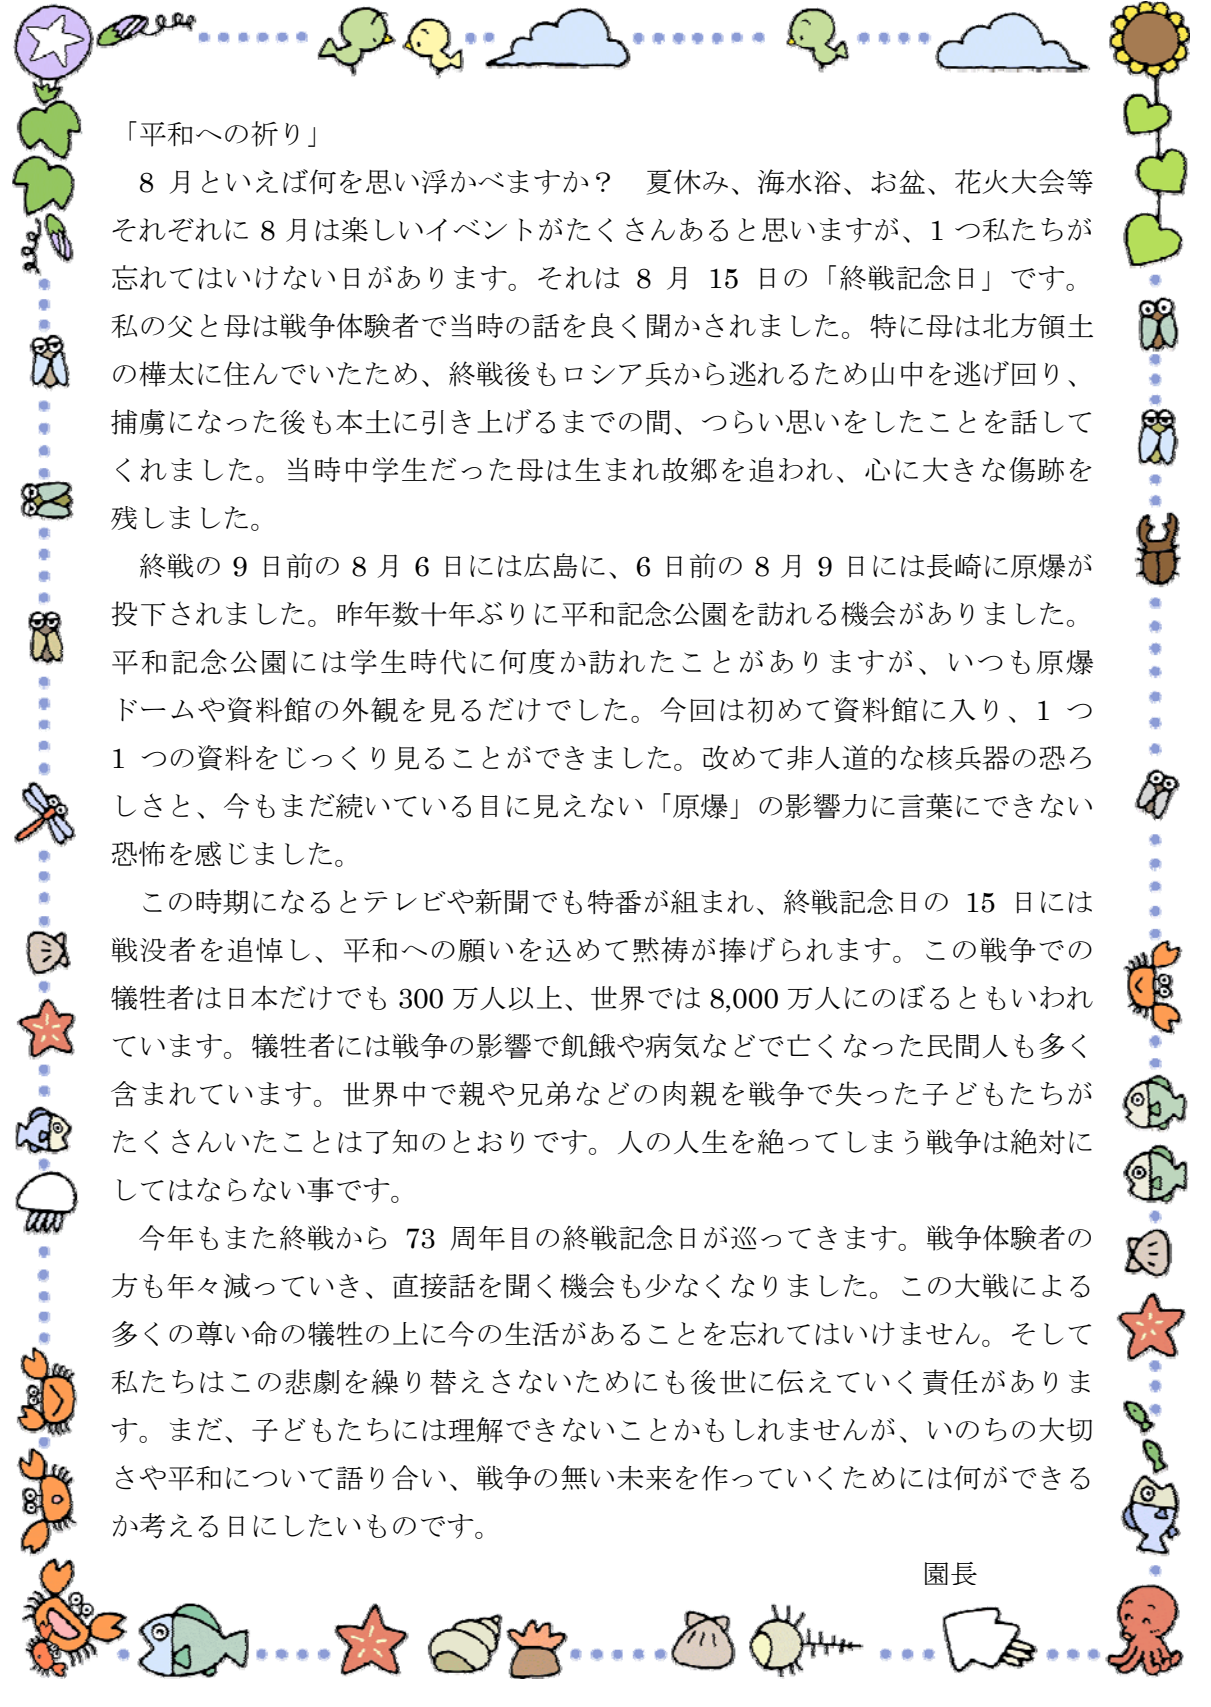 「平和への祈り」
8 月といえば何を思い浮かべますか？　夏休み、海水浴、お盆、花火大会等
それぞれに 8 月は楽しいイベントがたくさんあると思いますが、1 つ私たちが
忘れてはいけない日があります。それは 8 月 15 日の「終戦記念日」です。
私の父と母は戦争体験者で当時の話を良く聞かされました。特に母は北方領土
の樺太に住んでいたため、終戦後もロシア兵から逃れるため山中を逃げ回り、
捕虜になった後も本土に引き上げるまでの間、つらい思いをしたことを話して
くれました。当時中学生だった母は生まれ故郷を追われ、心に大きな傷跡を
残しました。
終戦の 9 日前の 8 月 6 日には広島に、6 日前の 8 月 9 日には長崎に原爆が
投下されました。昨年数十年ぶりに平和記念公園を訪れる機会がありました。
平和記念公園には学生時代に何度か訪れたことがありますが、いつも原爆
ドームや資料館の外観を見るだけでした。今回は初めて資料館に入り、1 つ
1 つの資料をじっくり見ることができました。改めて非人道的な核兵器の恐ろ
しさと、今もまだ続いている目に見えない「原爆」の影響力に言葉にできない
恐怖を感じました。
この時期になるとテレビや新聞でも特番が組まれ、終戦記念日の 15 日には
戦没者を追悼し、平和への願いを込めて黙祷が捧げられます。この戦争での
犠牲者は日本だけでも 300 万人以上、世界では 8,000 万人にのぼるともいわれ
ています。犠牲者には戦争の影響で飢餓や病気などで亡くなった民間人も多く
含まれています。世界中で親や兄弟などの肉親を戦争で失った子どもたちが
たくさんいたことは了知のとおりです。人の人生を絶ってしまう戦争は絶対に
してはならない事です。
今年もまた終戦から 73 周年目の終戦記念日が巡ってきます。戦争体験者の
方も年々減っていき、直接話を聞く機会も少なくなりました。この大戦による
多くの尊い命の犠牲の上に今の生活があることを忘れてはいけません。そして
私たちはこの悲劇を繰り替えさないためにも後世に伝えていく責任がありま
す。まだ、子どもたちには理解できないことかもしれませんが、いのちの大切
さや平和について語り合い、戦争の無い未来を作っていくためには何ができる
か考える日にしたいものです。
園長